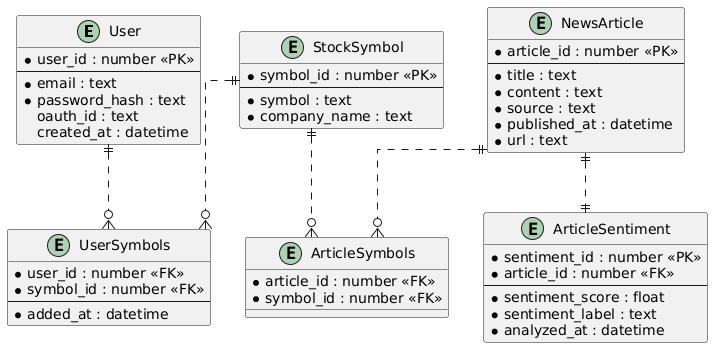 E User
* user_id : number «PK»
* email : text
* password_hash : text
oauth_id : text
created_at : datetime
E StockSymbol
* symbol_id : number «PK»
* symbol : text
* company_name : text
E NewsArticle
* article_id : number «PK»
* title : text
* content : text
* source : text
* published_at : datetime
* url : text
E UserSymbols
* user_id : number «FK»
* symbol_id : number «FK»
* added_at : datetime
E ArticleSymbols
* article_id : number «FK»
* symbol_id : number «FK»
E ArticleSentiment
* sentiment_id : number «PK»
* article_id : number «FK»
* sentiment_score : float
* sentiment_label : text
* analyzed_at : datetime